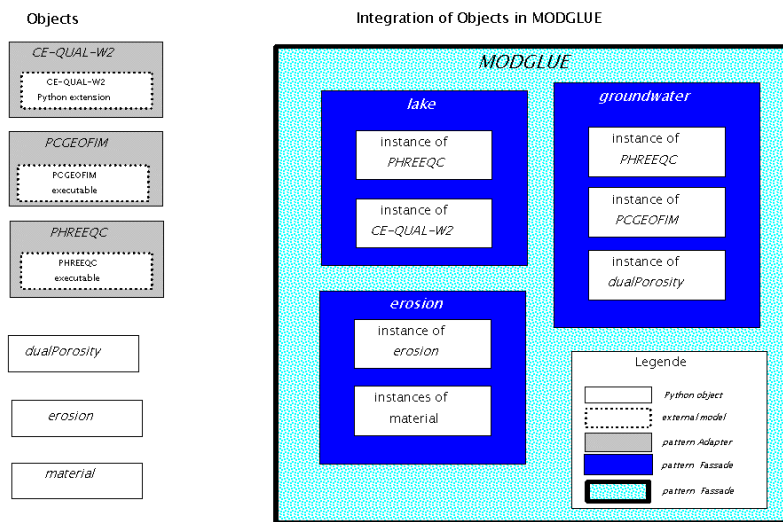 Objects
Integration of Objects in MODGLUE
CE-QUAL-W2
CE-QUAL-W2
Python extension
PCGEOFIM
PCGEOFIM
executable
PHREEQC
PHREEQC
executable
dualPorosity
erosion
material
MODGLUE
lake
instance of
PHREEQC
instance of
CE-QUAL-W2
groundwater
instance of
PHREEQC
instance of
PCGEOFIM
instance of
dualPorosity
erosion
instance of
erosion
instances of
material
Legende
Python object
external model
pattern Adapter
pattern Fassade
pattern Fassade